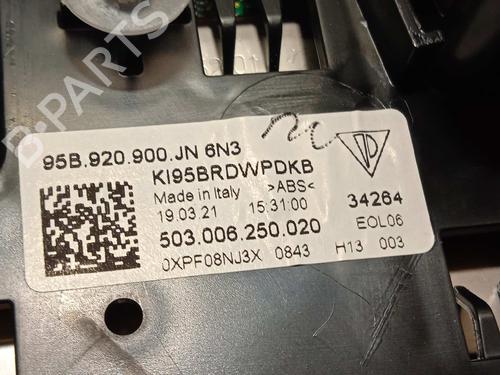 B-PARTS
95B.920.900.JN 6N3
KI95BRDWPDKB
Made in Italy >ABS<
19.03.21 15:31:00 34264
503.006.250.020 EOL06
0XPF08NJ3X 0843 H13 003